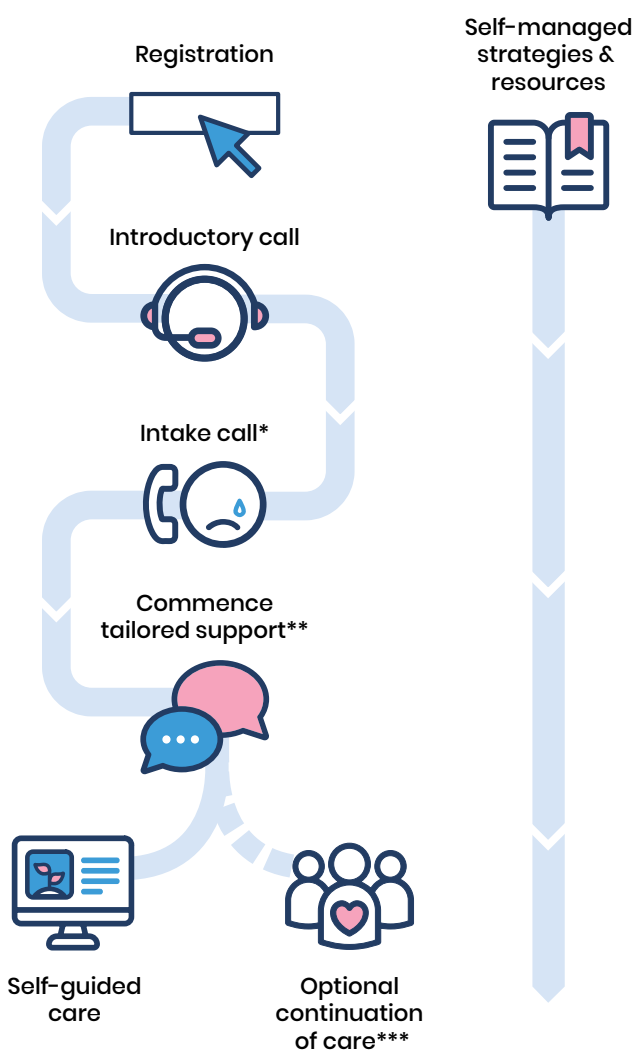 Registration
Self-managed
strategies &
resources
Introductory call
Intake call*
Commence
tailored support**
Self-guided
care
Optional
continuation
of care***